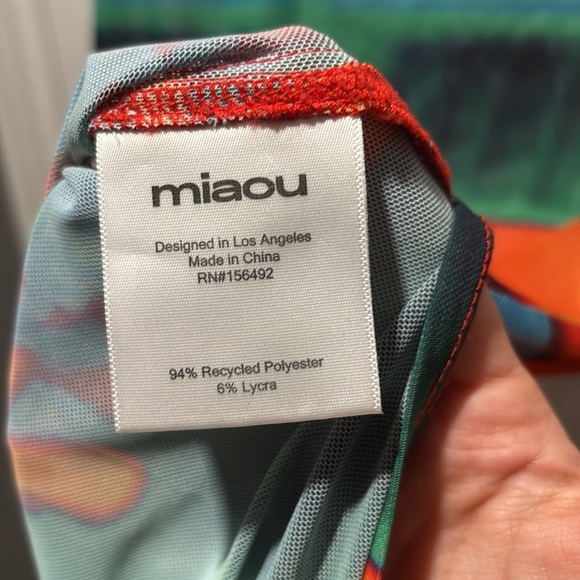 miaou
Designed in Los Angeles
Made in China
RN#156492
94% Recycled Polyester
6% Lycra